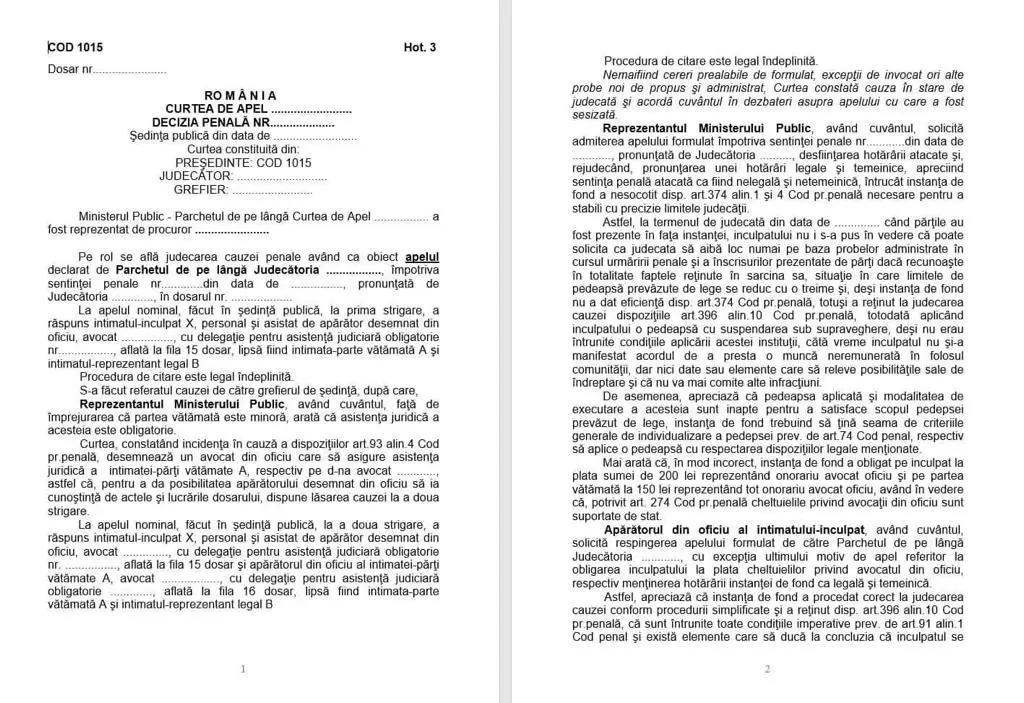 COD 1015 Hot. 3
Dosar nr.......................
RO M Â N I A
CURTEA DE APEL .........................
DECIZIA PENALĂ NR....................
Şedinţa publică din data de ..........................
Curtea constituită din:
PREŞEDINTE: COD 1015
JUDECĂTOR: ............................
GREFIER: .........................
Ministerul Public - Parchetul de pe lângă Curtea de Apel ................. a
fost reprezentat de procuror .......................
Pe rol se află judecarea cauzei penale având ca obiect apelul
declarat de Parchetul de pe lângă Judecătoria ................., împotriva
sentinţei penale nr.............din data de ................, pronunţată de
Judecătoria ............., în dosarul nr. ...................
La apelul nominal, făcut în şedinţă publică, la prima strigare, a
răspuns intimatul-inculpat X, personal şi asistat de apărător desemnat din
oficiu, avocat ................, cu delegaţie pentru asistenţă judiciară obligatorie
nr................., aflată la fila 15 dosar, lipsă fiind intimata-parte vătămată A şi
intimatul-reprezentant legal B
Procedura de citare este legal îndeplinită.
S-a făcut referatul cauzei de către grefierul de şedinţă, după care,
Reprezentantul Ministerului Public, având cuvântul, faţă de
împrejurarea că partea vătămată este minoră, arată că asistenţa juridică a
acesteia este obligatorie.
Curtea, constatând incidenţa în cauză a dispoziţiilor art.93 alin.4 Cod
pr.penală, desemnează un avocat din oficiu care să asigure asistenţa
juridică a intimatei-părţi vătămate A, respectiv pe d-na avocat ............,
astfel că, pentru a da posibilitatea apărătorului desemnat din oficiu să ia
cunoştinţă de actele şi lucrările dosarului, dispune lăsarea cauzei la a doua
strigare.
La apelul nominal, făcut în şedinţă publică, la a doua strigare, a
răspuns intimatul-inculpat X, personal şi asistat de apărător desemnat din
oficiu, avocat .............., cu delegaţie pentru asistenţă judiciară obligatorie
nr. ................, aflată la fila 15 dosar şi apărătorul din oficiu al intimatei-părţi
vătămate A, avocat .................., cu delegaţie pentru asistenţă judiciară
obligatorie ............., aflată la fila 16 dosar, lipsă fiind intimata-parte
vătămată A şi intimatul-reprezentant legal B
1
Procedura de citare este legal îndeplinită.
Nemaifiind cereri prealabile de formulat, excepţii de invocat ori alte
probe noi de propus şi administrat, Curtea constată cauza în stare de
judecată şi acordă cuvântul în dezbateri asupra apelului cu care a fost
sesizată.
Reprezentantul Ministerului Public, având cuvântul, solicită
admiterea apelului formulat împotriva sentinţei penale nr............din data de
............, pronunţată de Judecătoria .........., desfiinţarea hotărârii atacate şi,
rejudecând, pronunţarea unei hotărâri legale şi temeinice, apreciind
sentinţa penală atacată ca fiind nelegală şi netemeinică, întrucât instanţa de
fond a nesocotit disp. art.374 alin.1 şi 4 Cod pr.penală necesare pentru a
stabili cu precizie limitele judecăţii.
Astfel, la termenul de judecată din data de .............. când părţile au
fost prezente în faţa instanţei, inculpatului nu i s-a pus în vedere că poate
solicita ca judecata să aibă loc numai pe baza probelor administrate în
cursul urmăririi penale şi a înscrisurilor prezentate de părţi dacă recunoaşte
în totalitate faptele reţinute în sarcina sa, situaţie în care limitele de
pedeapsă prevăzute de lege se reduc cu o treime şi, deşi instanţa de fond
nu a dat eficienţă disp. art.374 Cod pr.penală, totuşi a reţinut la judecarea
cauzei dispoziţiile art.396 alin.10 Cod pr.penală, totodată aplicând
inculpatului o pedeapsă cu suspendarea sub supraveghere, deşi nu erau
întrunite condiţiile aplicării acestei instituţii, câtă vreme inculpatul nu şi-a
manifestat acordul de a presta o muncă neremunerată în folosul
comunităţii, dar nici date sau elemente care să releve posibilităţile sale de
îndreptare şi că nu va mai comite alte infracţiuni.
De asemenea, apreciază că pedeapsa aplicată şi modalitatea de
executare a acesteia sunt inapte pentru a satisface scopul pedepsei
prevăzut de lege, instanţa de fond trebuind să ţină seama de criteriile
generale de individualizare a pedepsei prev. de art.74 Cod penal, respectiv
să aplice o pedeapsă cu respectarea dispoziţiilor legale menţionate.
Mai arată că, în mod incorect, instanţa de fond a obligat pe inculpat la
plata sumei de 200 lei reprezentând onorariu avocat oficiu şi pe partea
vătămată la 150 lei reprezentând tot onorariu avocat oficiu, având în vedere
că, potrivit art. 274 Cod pr.penală cheltuielile privind avocaţii din oficiu sunt
suportate de stat.
Apărătorul din oficiu al intimatului-inculpat, având cuvântul,
solicită respingerea apelului formulat de către Parchetul de pe lângă
Judecătoria ............, cu excepţia ultimului motiv de apel referitor la
obligarea inculpatului la plata cheltuielilor privind avocatul din oficiu,
respectiv menţinerea hotărârii instanţei de fond ca legală şi temeinică.
Astfel, apreciază că instanţa de fond a procedat corect la judecarea
cauzei conform procedurii simplificate şi a reţinut disp. art.396 alin.10 Cod
pr.penală, că sunt întrunite toate condiţiile imperative prev. de art.91 alin.1
Cod penal şi există elemente care să ducă la concluzia că inculpatul se
2